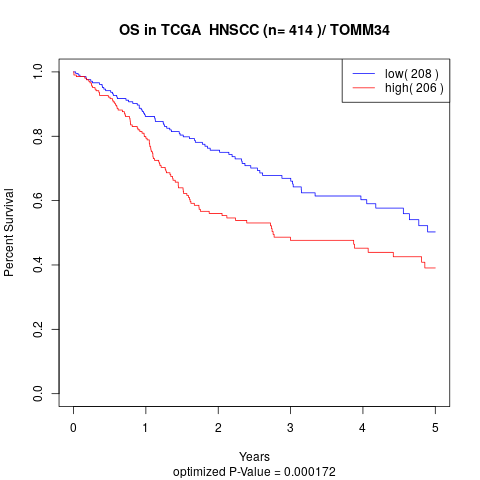 OS in TCGA HNSCC (n= 414 )/ TOMM34
low( 208 )
high( 206 )
Percent Survival
1.0
0.8
0.6
0.4
0.2
0.0
0 1 2 3 4 5
Years
optimized P-Value = 0.000172